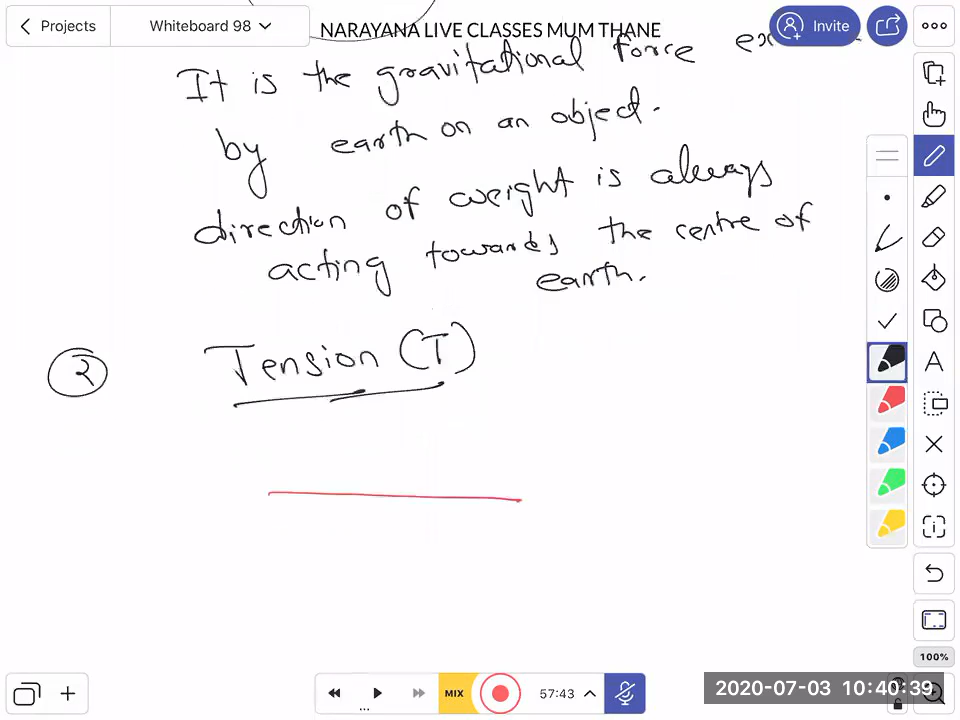 Projects
Whiteboard 98
NARAYANA LIVE CLASSES MUM THANE
Invite
It is the gravitational force
by earth on an object.
direction of weight is always
acting towards the centre of
earth.
2 Tension (T)
A
100%
MIX
57:43
2020-07-03 10:40:39